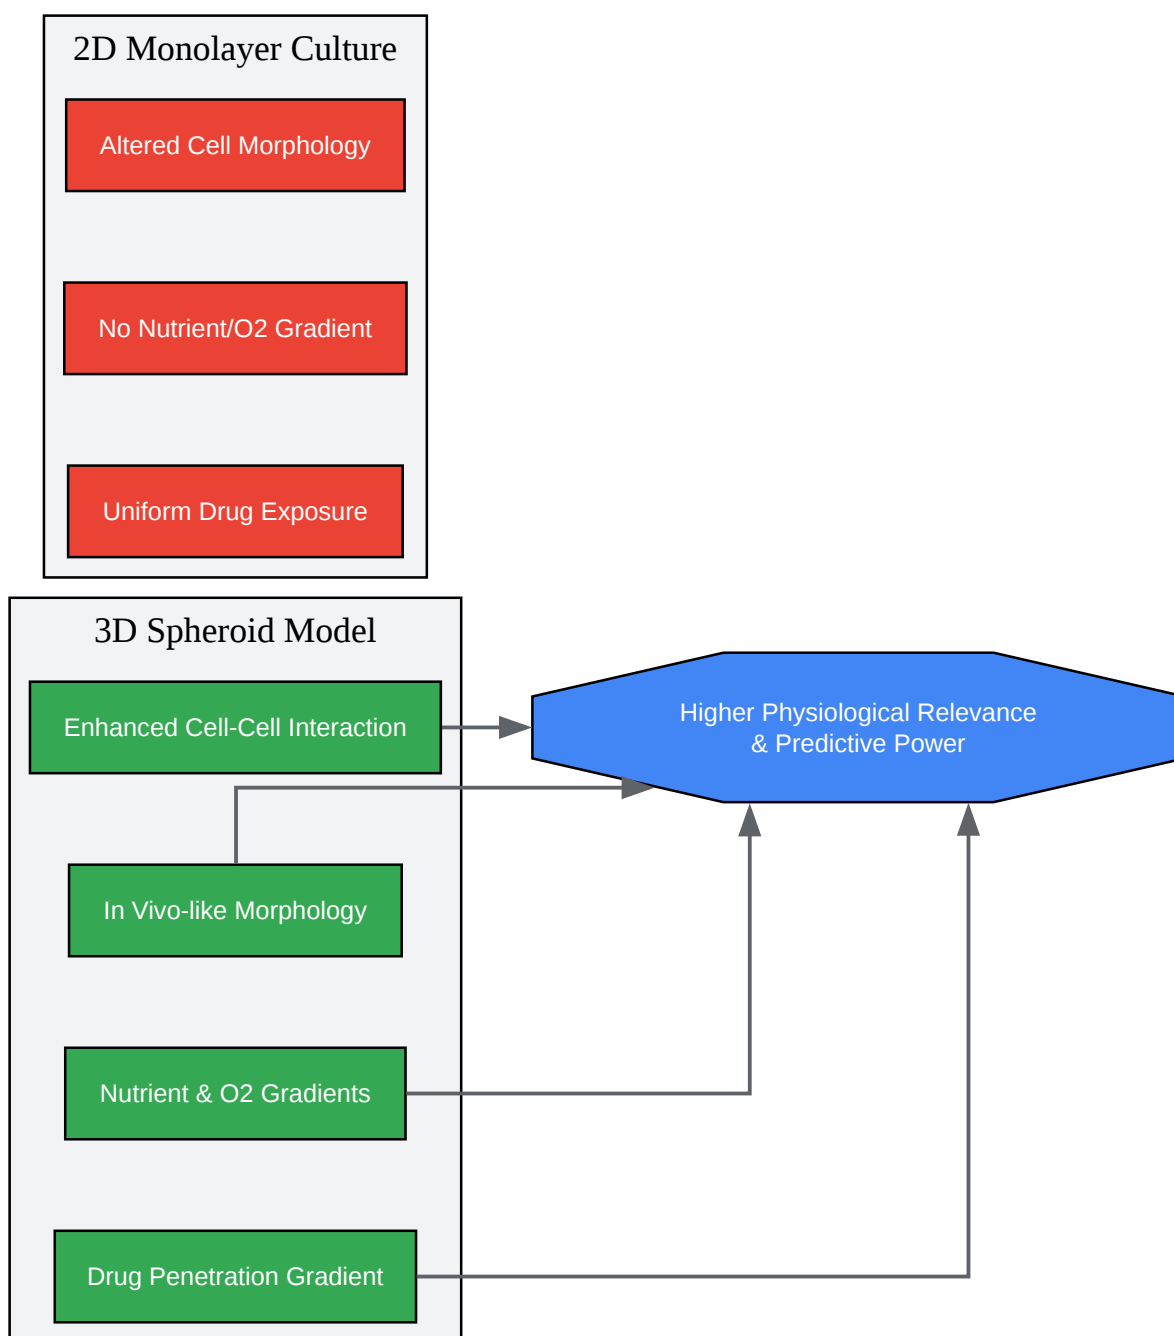 2D Monolayer Culture
Altered Cell Morphology
No Nutrient/O2 Gradient
Uniform Drug Exposure
3D Spheroid Model
Enhanced Cell-Cell Interaction
Higher Physiological Relevance
& Predictive Power
In Vivo-like Morphology
Nutrient & O2 Gradients
Drug Penetration Gradient